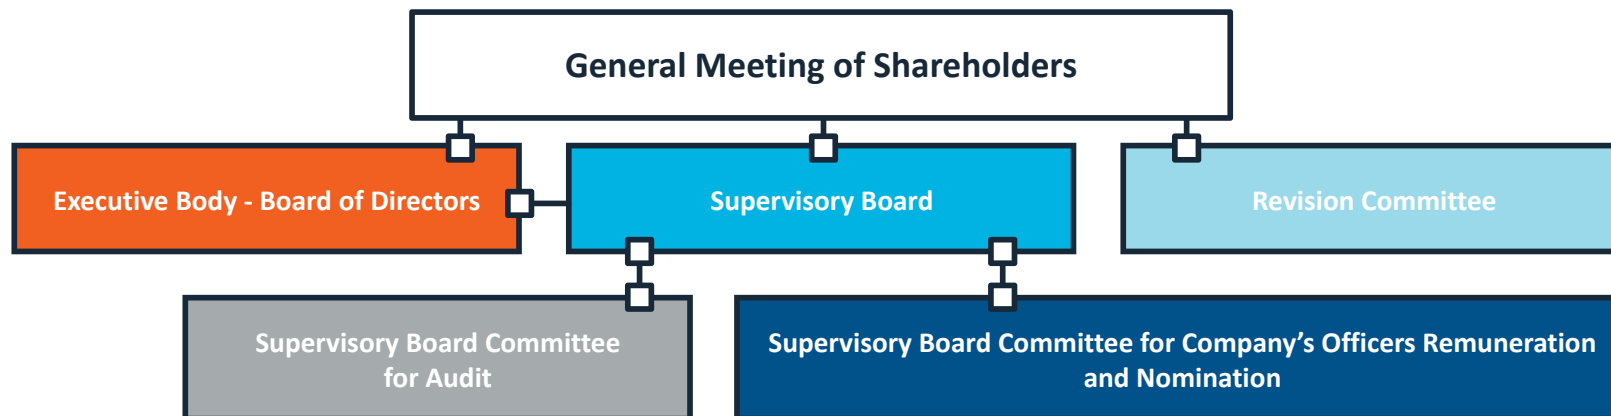 General Meeting of Shareholders
Executive Body - Board of Directors
Supervisory Board
Revision Committee
Supervisory Board Committee
for Audit
Supervisory Board Committee for Company’s Officers Remuneration
and Nomination